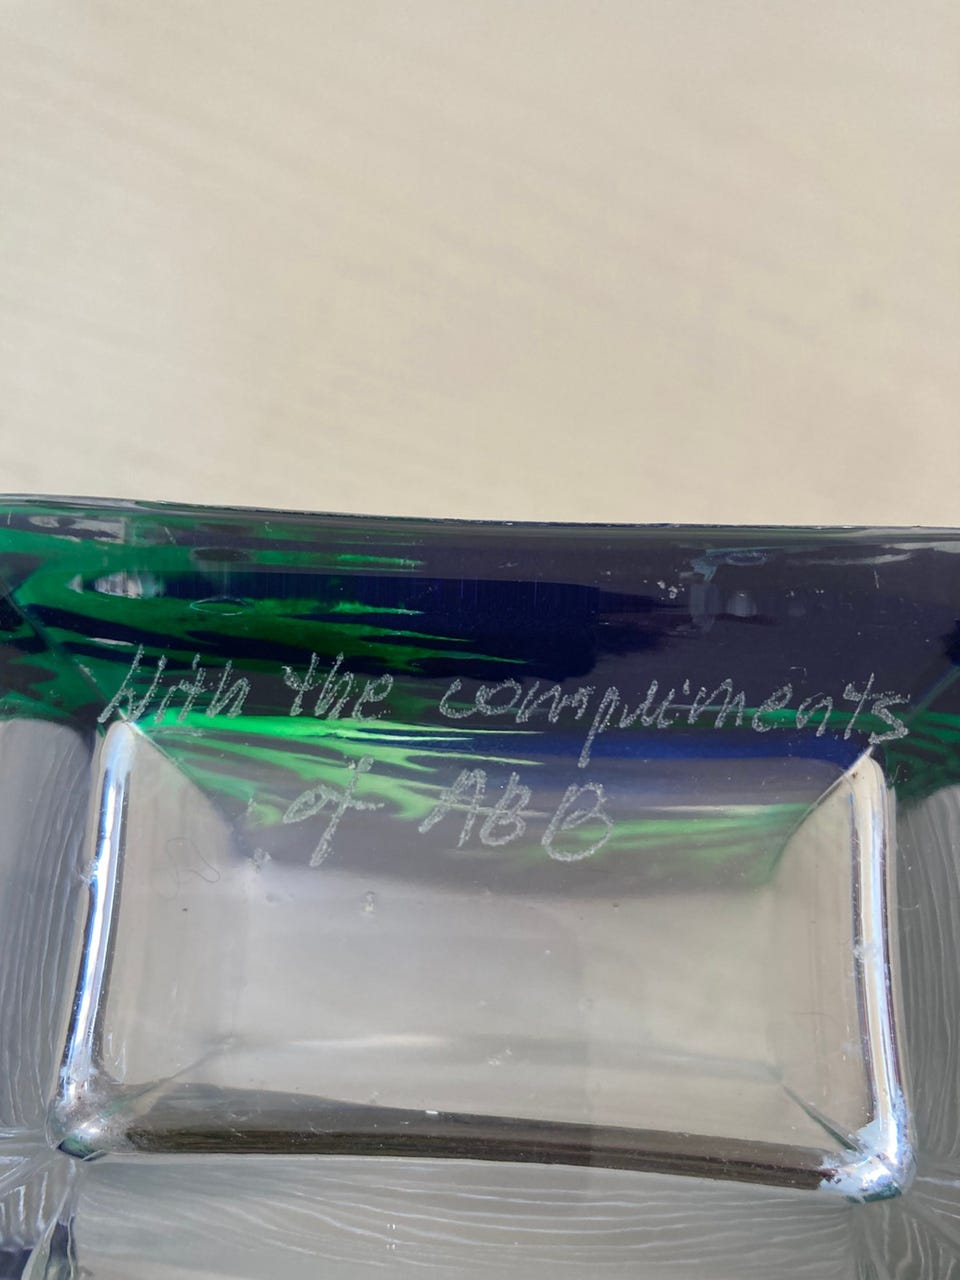 With the compliments
of ABB